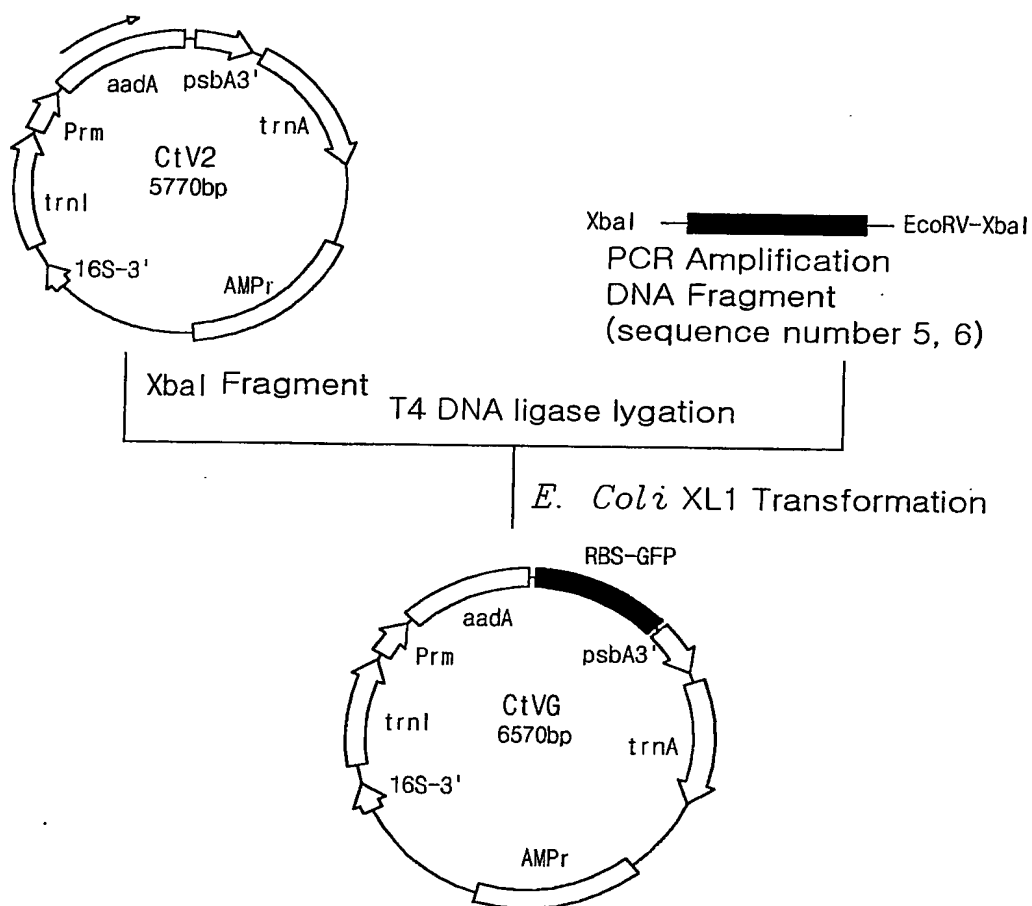 aadA
psbA3'
trnA
Prm
CtV2
5770bp
trnI
16S-3'
AMPr
XbaI
EcoRV-XbaI
PCR Amplification
DNA Fragment
(sequence number 5, 6)
XbaI Fragment
T4 DNA ligase lygation
E. Coli XL1 Transformation
RBS-GFP
aadA
psbA3'
Prm
CtVG
6570bp
trnI
trnA
16S-3'
AMPr